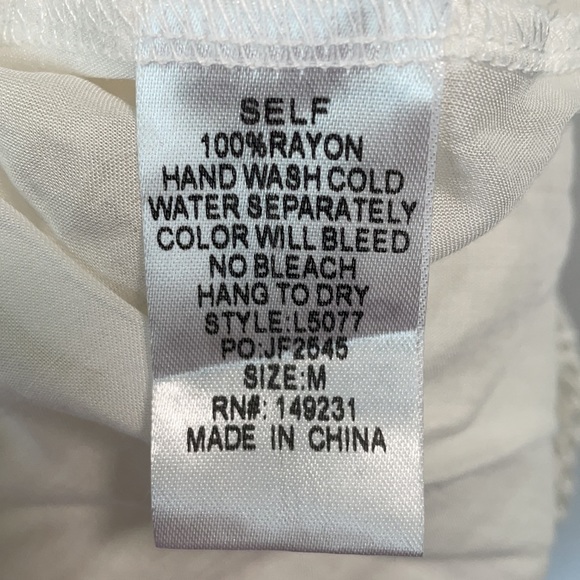 SELF
100%RAYON
HAND WASH COLD
WATER SEPARATELY
COLOR WILL BLEED
NO BLEACH
HANG TO DRY
STYLE:L5077
PO:JF2545
SIZE:M
RN#: 149231
MADE IN CHINA